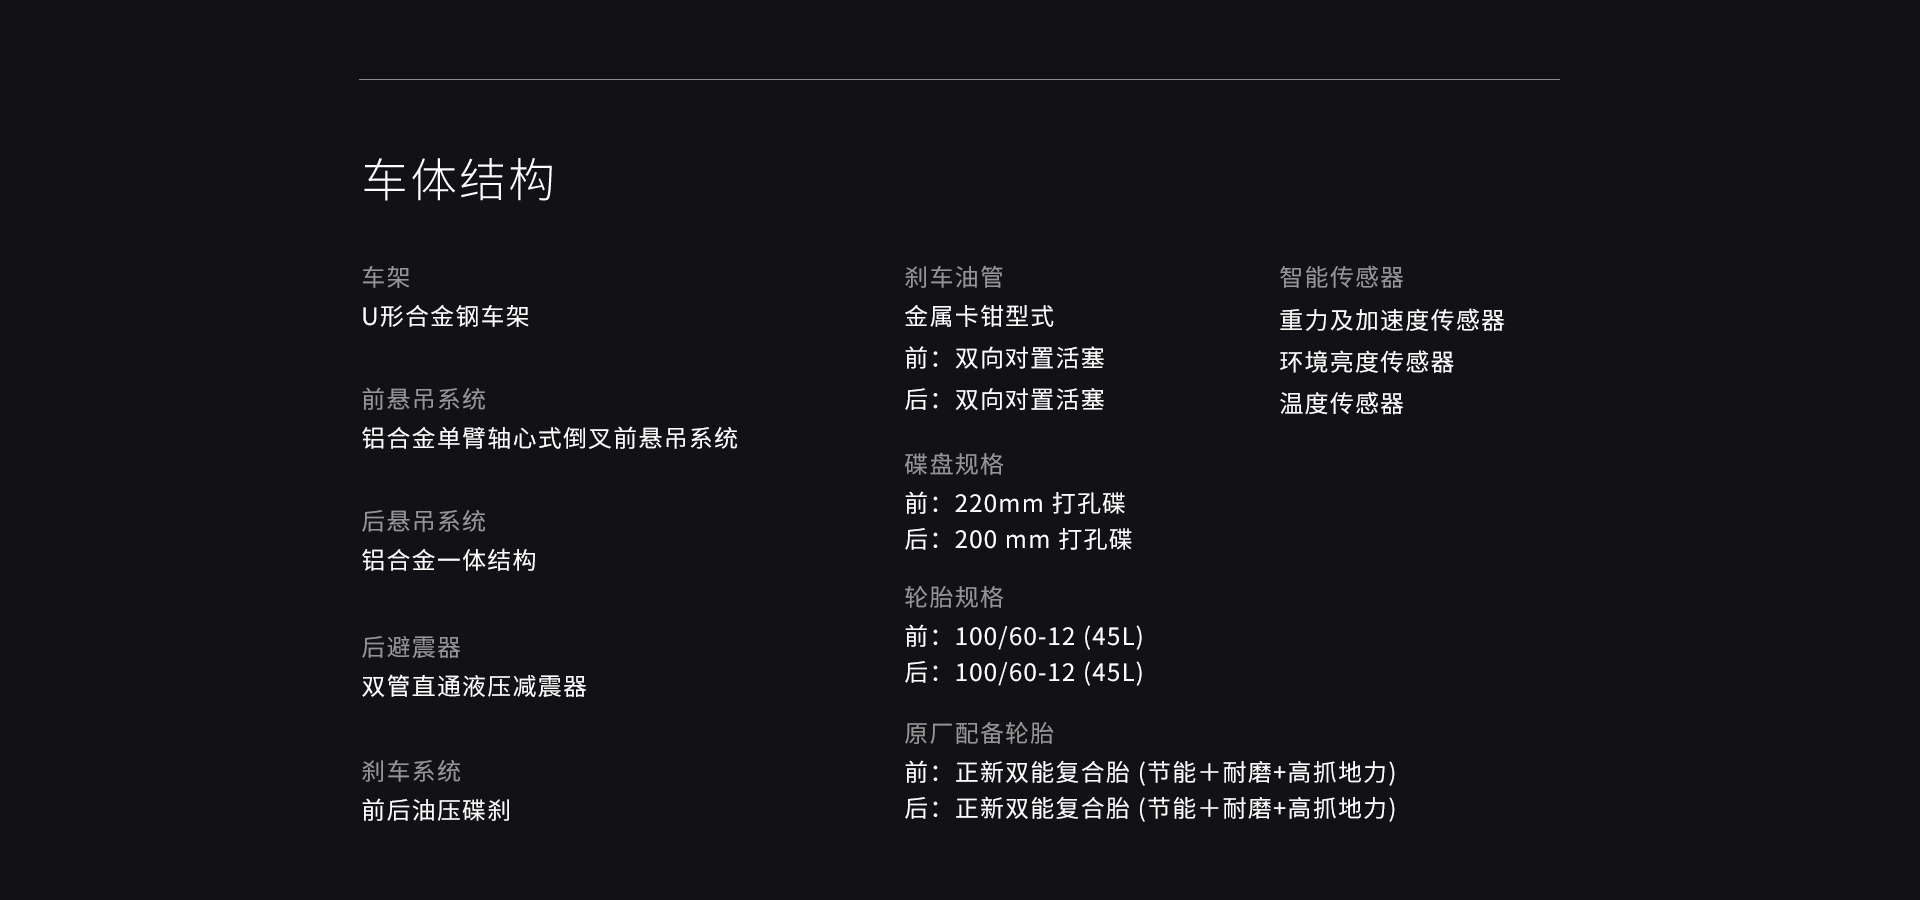 车体结构
车架
U形合金钢车架
前悬吊系统
铝合金单臂轴心式倒叉前悬吊系统
后悬吊系统
铝合金一体结构
后避震器
双管直通液压减震器
刹车系统
前后油压碟刹
刹车油管
金属卡钳型式
前：双向对置活塞
后：双向对置活塞
碟盘规格
前：220mm 打孔碟
后：200 mm 打孔碟
轮胎规格
前：100/60-12 (45L)
后：100/60-12 (45L)
原厂配备轮胎
前：正新双能复合胎 (节能＋耐磨+高抓地力)
后：正新双能复合胎 (节能＋耐磨+高抓地力)
智能传感器
重力及加速度传感器
环境亮度传感器
温度传感器